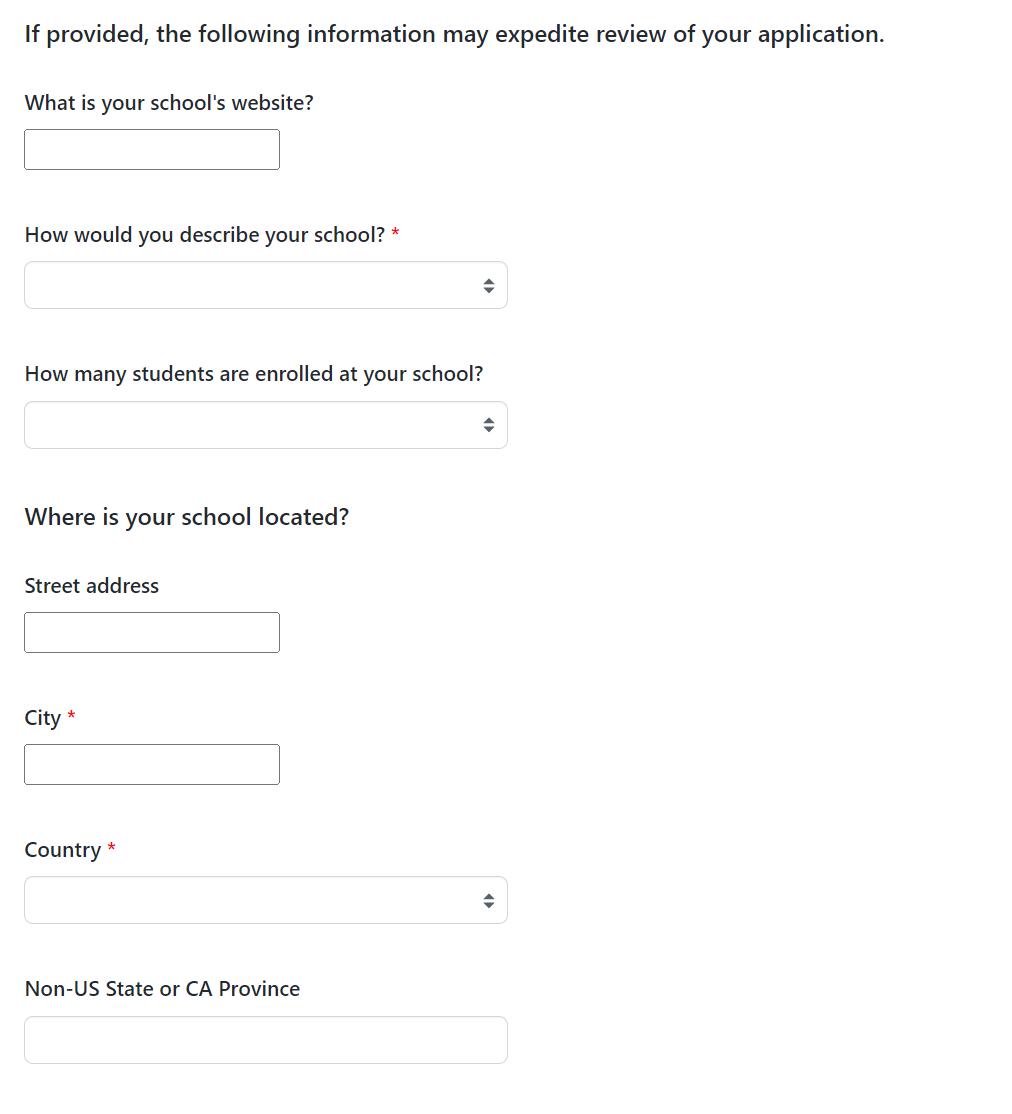 If provided, the following information may expedite review of your application.
What is your school's website?
How would you describe your school? *
How many students are enrolled at your school?
Where is your school located?
Street address
City *
Country *
Non-US State or CA Province